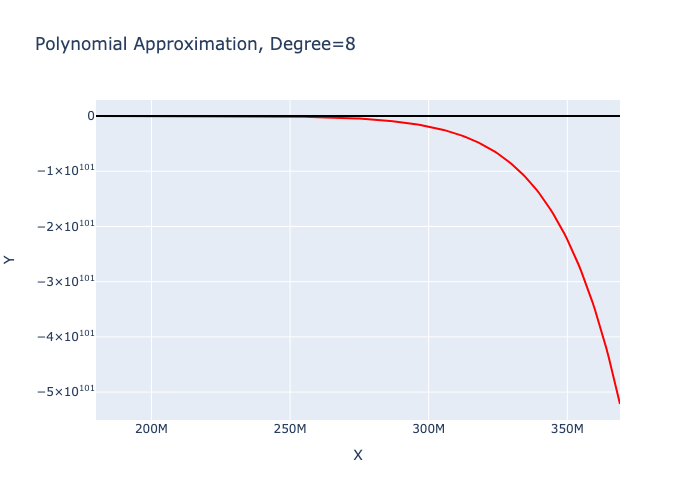 Polynomial Approximation, Degree=8
0
−1×10¹⁰¹
−2×10¹⁰¹
−3×10¹⁰¹
−4×10¹⁰¹
−5×10¹⁰¹
Y
200M 250M 300M 350M
X